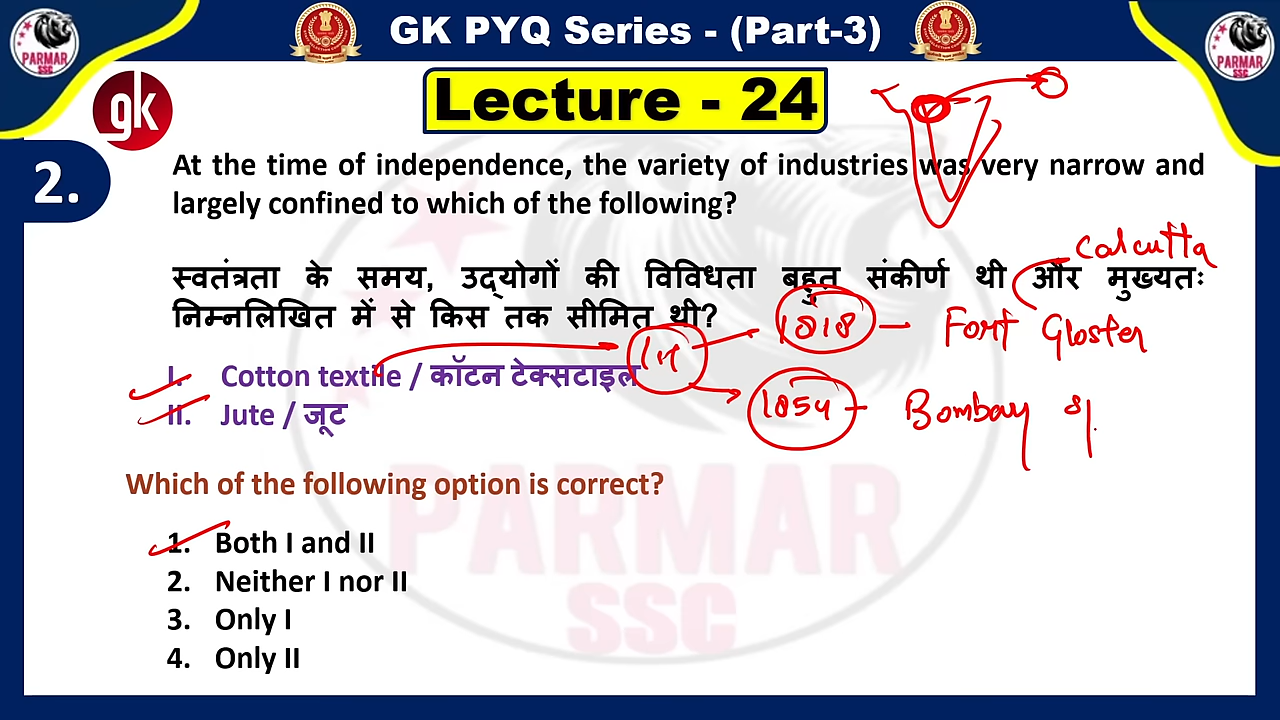 GK PYQ Series - (Part-3)
PARMAR
SSC
PARMAR
SSC
gk
Lecture - 24
2.
At the time of independence, the variety of industries was very narrow and
largely confined to which of the following?
Calcutta
स्वतंत्रता के समय, उद्योगों की विविधता बहुत संकीर्ण थी और मुख्यतः
निम्नलिखित में से किस तक सीमित थी?
1818 - Fort Gloster
I. Cotton textile / कॉटन टेक्सटाइल
1st
II. Jute / जूट
1854 - Bombay
Which of the following option is correct?
1. Both I and II
2. Neither I nor II
3. Only I
4. Only II
PARMAR
SSC